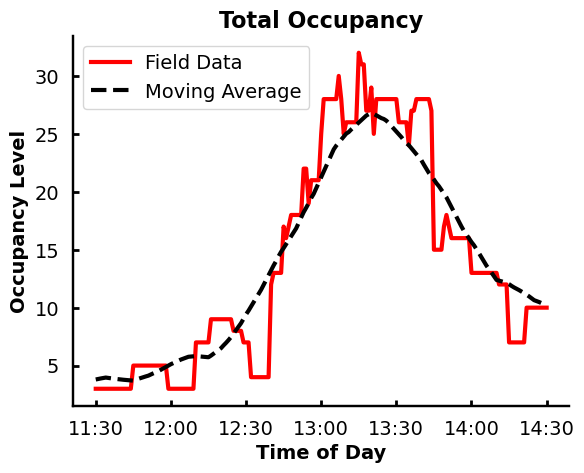 Total Occupancy
Field Data
Moving Average
Occupancy Level
30
25
20
15
10
5
11:30 12:00 12:30 13:00 13:30 14:00 14:30
Time of Day